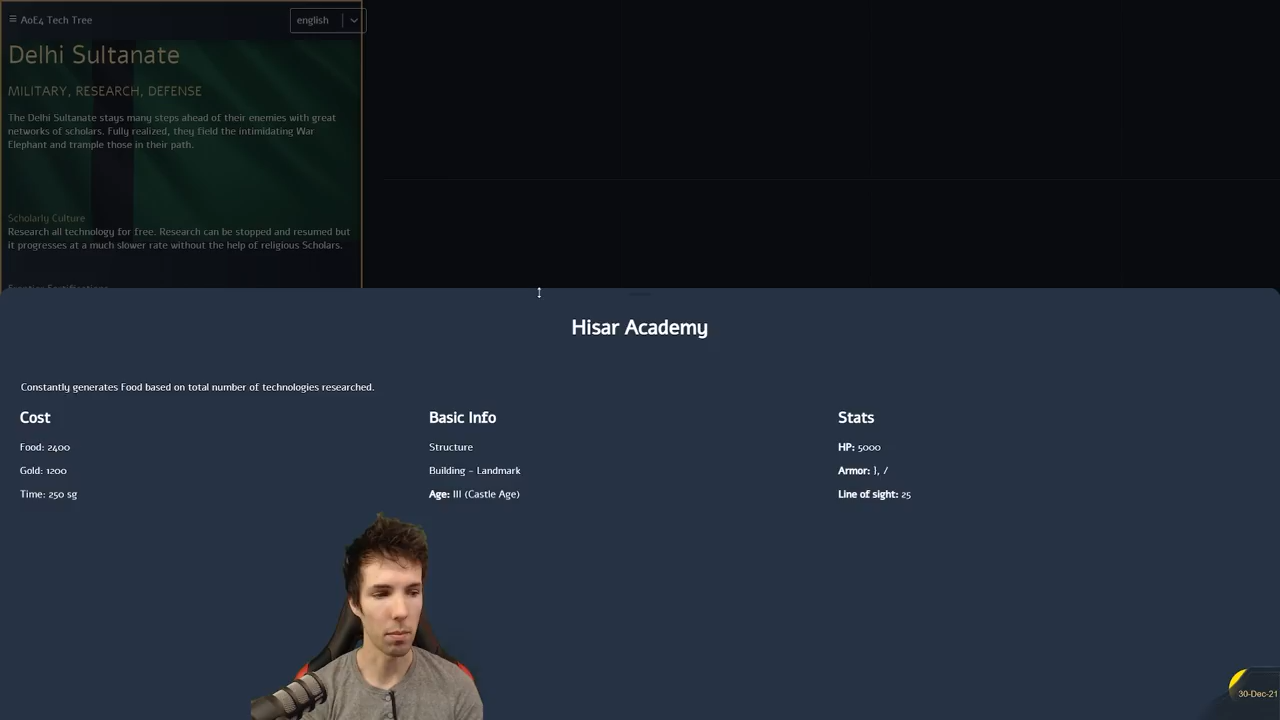 ≡ AoE4 Tech Tree
english
Delhi Sultanate
MILITARY, RESEARCH, DEFENSE
The Delhi Sultanate stays many steps ahead of their enemies with great
networks of scholars. Fully realized, they field the intimidating War
Elephant and trample those in their path.
Scholarly Culture
Research all technology for free. Research can be stopped and resumed but
it progresses at a much slower rate without the help of religious Scholars.
Hisar Academy
Constantly generates Food based on total number of technologies researched.
Cost
Food: 2400
Gold: 1200
Time: 250 sg
Basic Info
Structure
Building - Landmark
Age: III (Castle Age)
Stats
HP: 5000
Armor: ], /
Line of sight: 25
30-Dec-21